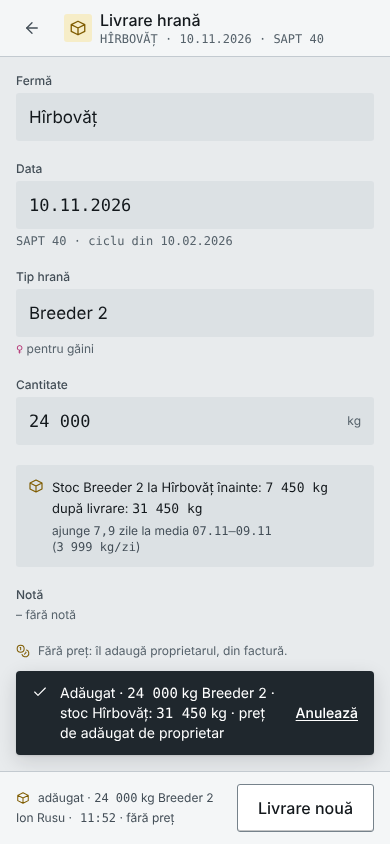 Livrare hrană
HÎRBOVĂȚ · 10.11.2026 · SAPT 40
Fermă
Hîrbovăț
Data
10.11.2026
SAPT 40 · ciclu din 10.02.2026
Tip hrană
Breeder 2
♀ pentru găini
Cantitate
24 000 kg
Stoc Breeder 2 la Hîrbovăț înainte: 7 450 kg
după livrare: 31 450 kg
ajunge 7,9 zile la media 07.11–09.11
(3 999 kg/zi)
Notă
– fără notă
Fără preț: îl adaugă proprietarul, din factură.
Adăugat · 24 000 kg Breeder 2 ·
stoc Hîrbovăț: 31 450 kg · preț
de adăugat de proprietar
Anulează
adăugat · 24 000 kg Breeder 2
Ion Rusu · 11:52 · fără preț
Livrare nouă